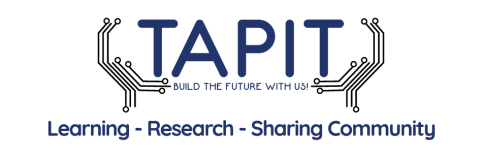 TAPIT
BUILD THE FUTURE WITH US!
Learning - Research - Sharing Community